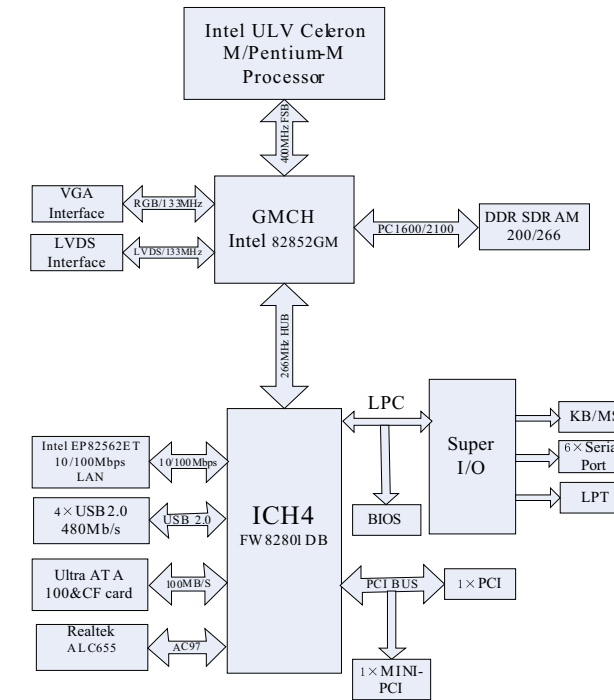 Intel ULV Celeron
M/Pentium-M
Processor
400MHz FSB
VGA
Interface
RGB/133MHz
LVDS
Interface
LVDS/133MHz
GMCH
Intel 82852GM
PC1600/2100
DDR SDRAM
200/266
266MHz HUB
LPC
Super
I/O
KB/MS
6×Serial
Port
LPT
BIOS
Intel EP82562ET
10/100Mbps
LAN
10/100Mbps
4×USB2.0
480Mb/s
USB 2.0
ICH4
FW82801DB
Ultra ATA
100&CF card
100MB/S
PCI BUS
1×PCI
Realtek
ALC655
AC97
1×MINI-
PCI